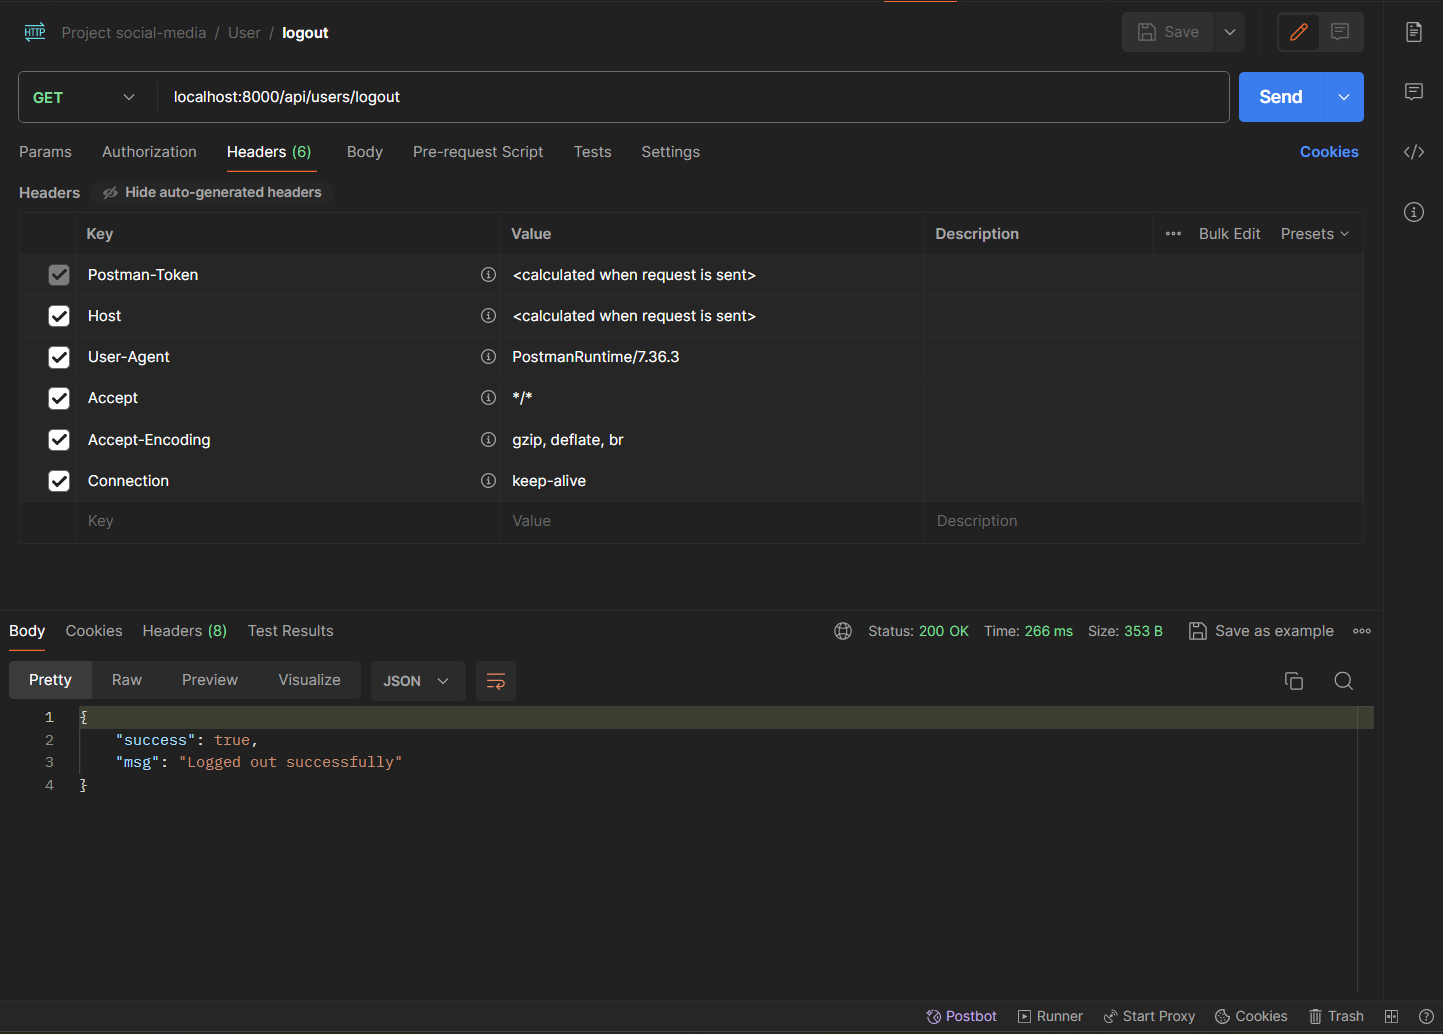 HTTP Project social-media / User / logout Save
GET localhost:8000/api/users/logout Send
Params Authorization Headers (6) Body Pre-request Script Tests Settings Cookies
Headers Hide auto-generated headers
Key Value Description Bulk Edit Presets
Postman-Token <calculated when request is sent>
Host <calculated when request is sent>
User-Agent PostmanRuntime/7.36.3
Accept */*
Accept-Encoding gzip, deflate, br
Connection keep-alive
Key Value Description
Body Cookies Headers (8) Test Results Status: 200 OK Time: 266 ms Size: 353 B Save as example
Pretty Raw Preview Visualize JSON
1 {
2 "success": true,
3 "msg": "Logged out successfully"
4 }
Postbot Runner Start Proxy Cookies Trash